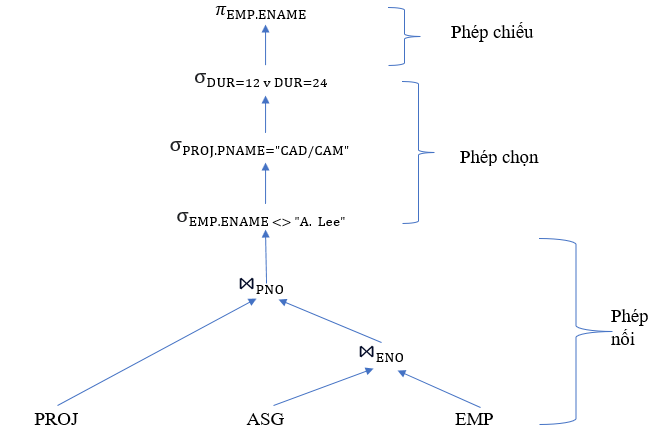 πEMP.ENAME
Phép chiếu
σDUR=12 v DUR=24
σPROJ.PNAME="CAD/CAM"
Phép chọn
σEMP.ENAME <> "A. Lee"
⋈PNO
Phép
nối
⋈ENO
PROJ
ASG
EMP